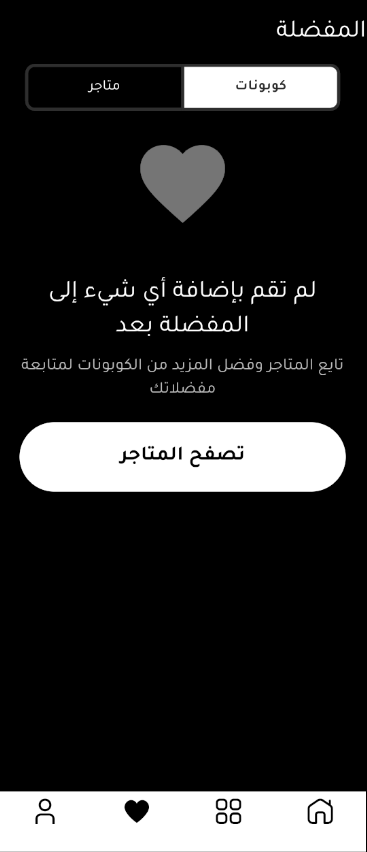 المفضلة
كوبونات
متاجر
لم تقم بإضافة أي شيء إلى
المفضلة بعد
تابع المتاجر وفضل المزيد من الكوبونات لمتابعة
مفضلاتك
تصفح المتاجر